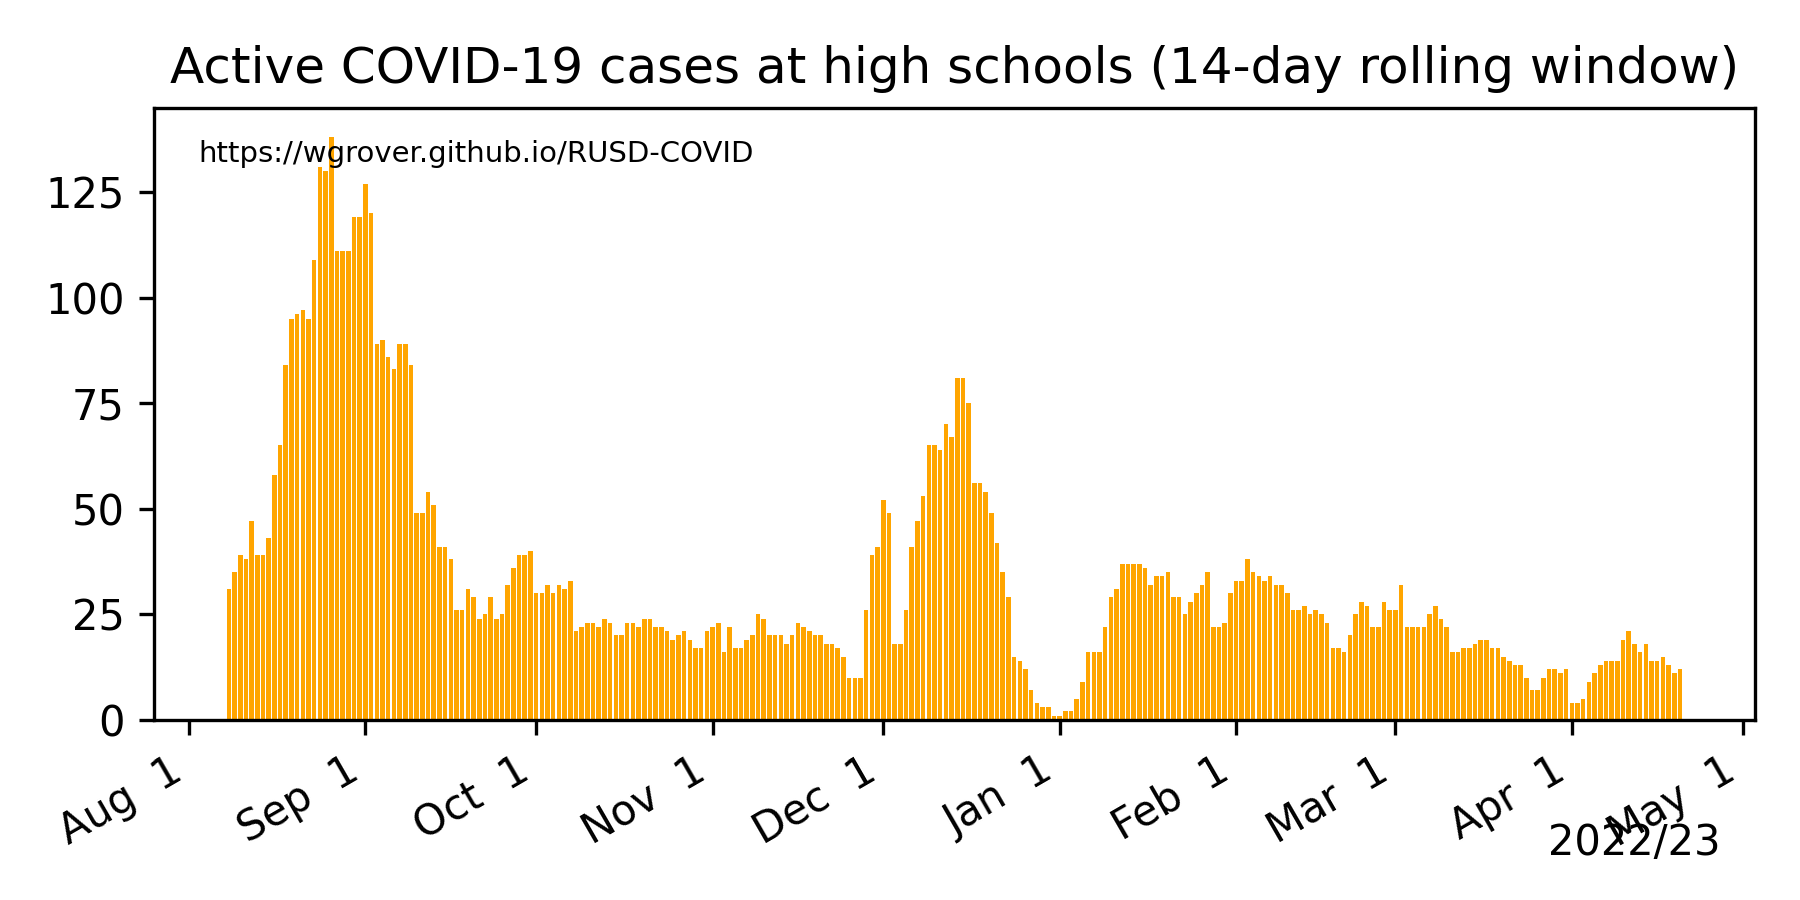 Active COVID-19 cases at high schools (14-day rolling window)
https://wgrover.github.io/RUSD-COVID
125
100
75
50
25
0
Aug 1
Sep 1
Oct 1
Nov 1
Dec 1
Jan 1
Feb 1
Mar 1
Apr 1
May 1
2022/23